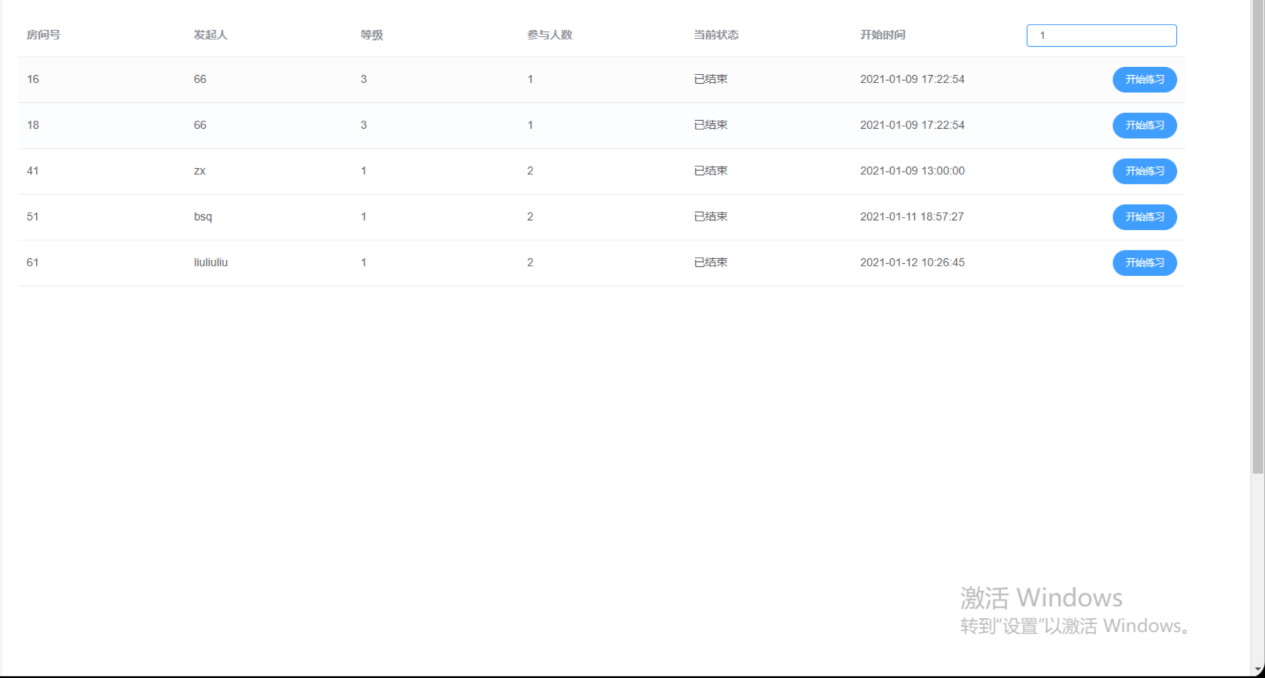 房间号 发起人 等级 参与人数 当前状态 开始时间 1
16 66 3 1 已结束 2021-01-09 17:22:54 开始练习
18 66 3 1 已结束 2021-01-09 17:22:54 开始练习
41 zx 1 2 已结束 2021-01-09 13:00:00 开始练习
51 bsq 1 2 已结束 2021-01-11 18:57:27 开始练习
61 liuliuliu 1 2 已结束 2021-01-12 10:26:45 开始练习
激活 Windows
转到"设置"以激活 Windows。